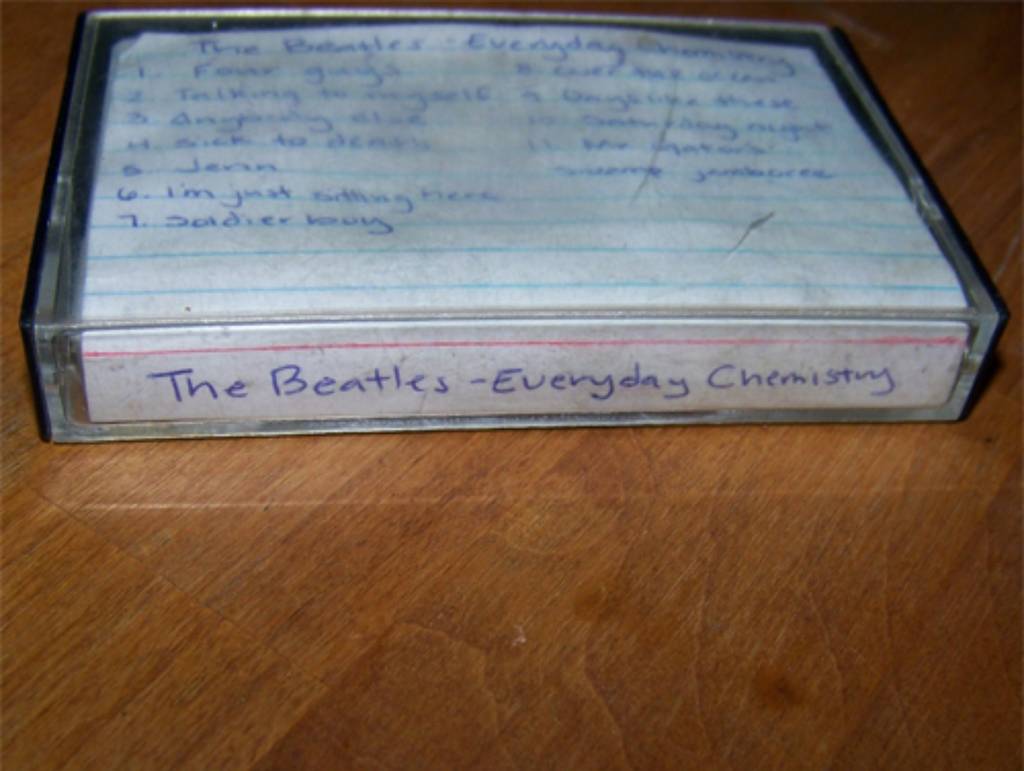 The Beatles - Everyday Chemistry
1. Four guys
2. Talking to myself
3. Anybody else
4. Sick to death
5. Jenn
6. I'm just sitting here
7. Soldier boy
8. over the ocean
9. Days like these
10. Saturday night
11. Mr gator's
swamp jamboree
The Beatles - Everyday Chemistry